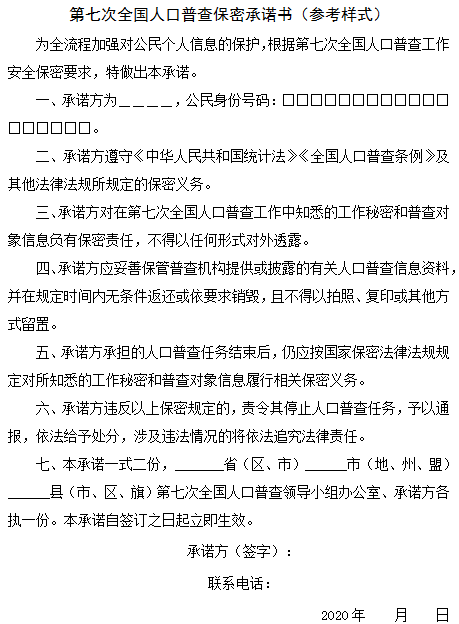 第七次全国人口普查保密承诺书（参考样式）
为全流程加强对公民个人信息的保护，根据第七次全国人口普查工作
安全保密要求，特做出本承诺。
一、承诺方为＿＿＿＿，公民身份号码：□□□□□□□□□□□□
□□□□□□。
二、承诺方遵守《中华人民共和国统计法》《全国人口普查条例》及
其他法律法规所规定的保密义务。
三、承诺方对在第七次全国人口普查工作中知悉的工作秘密和普查对
象信息负有保密责任，不得以任何形式对外透露。
四、承诺方应妥善保管普查机构提供或披露的有关人口普查信息资料，
并在规定时间内无条件返还或依要求销毁，且不得以拍照、复印或其他方
式留置。
五、承诺方承担的人口普查任务结束后，仍应按国家保密法律法规规
定对所知悉的工作秘密和普查对象信息履行相关保密义务。
六、承诺方违反以上保密规定的，责令其停止人口普查任务，予以通
报，依法给予处分，涉及违法情况的将依法追究法律责任。
七、本承诺一式二份，_______省（区、市）______市（地、州、盟）
______县（市、区、旗）第七次全国人口普查领导小组办公室、承诺方各
执一份。本承诺自签订之日起立即生效。
承诺方（签字）：
联系电话：
2020年　　月　　日